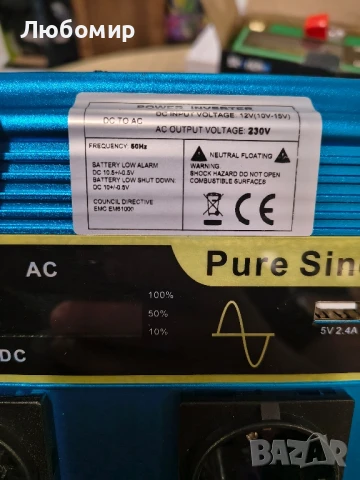 Любомир
POWER INVERTER
DC TO AC
DC INPUT VOLTAGE: 12V(10V-15V)
AC OUTPUT VOLTAGE: 230V
FREQUENCY: 50Hz
BATTERY LOW ALARM
DC 10.5+/-0.5V
BATTERY LOW SHUT DOWN:
DC 10+/-0.5V
COUNCIL DIRECTIVE
EMC EM61000
NEUTRAL FLOATING
WARNING:
SHOCK HAZARD DO NOT OPEN
COMBUSTIBLE SURFACES
CE
AC
Pure Sin
100%
50%
10%
5V 2.4A
DC
BAZAR